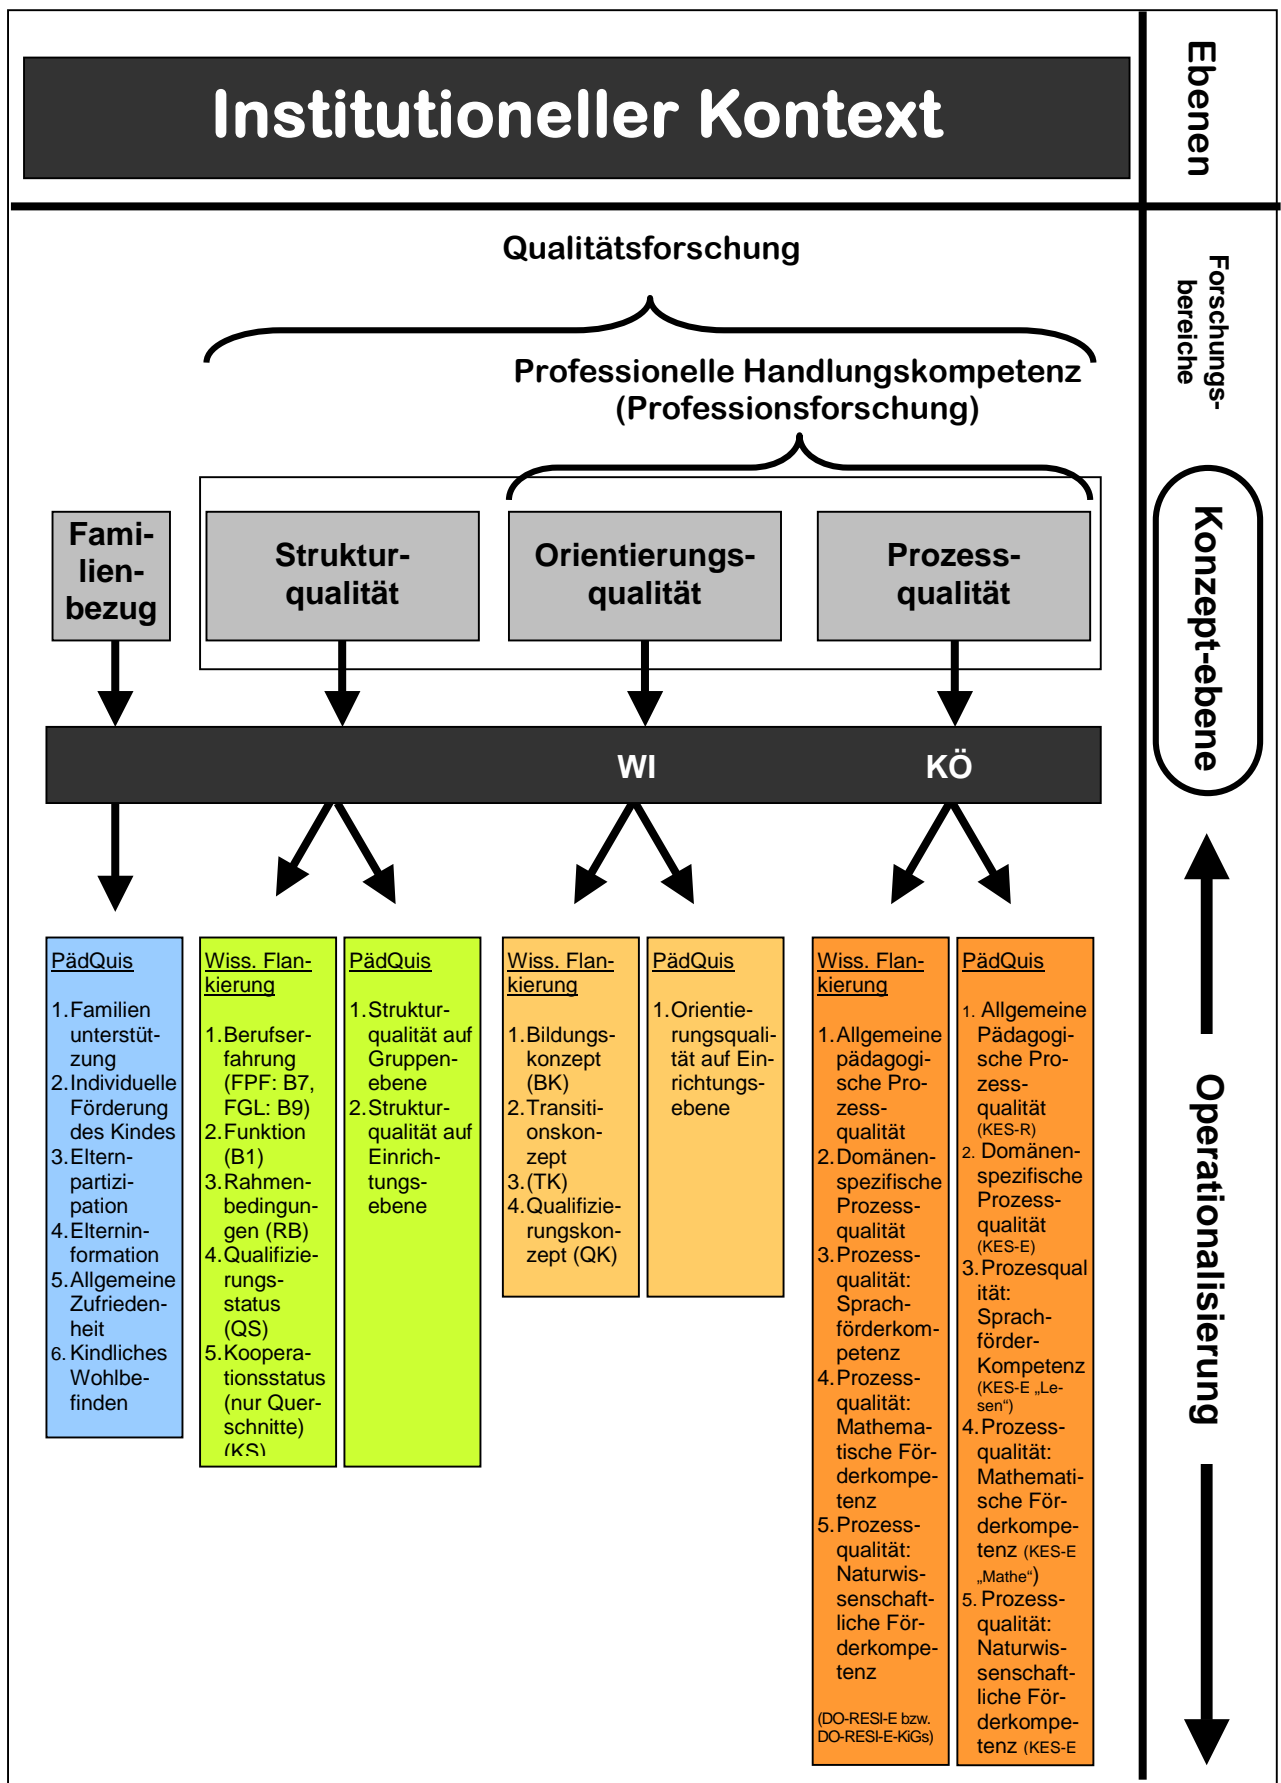 Institutioneller Kontext
Ebenen
Qualitätsforschung
Forschungs-
bereiche
Professionelle Handlungskompetenz
(Professionsforschung)
Fami-
lien-
bezug
Struktur-
qualität
Orientierungs-
qualität
Prozess-
qualität
Konzept-ebene
WI
KÖ
Operationalisierung
PädQuis
1. Familien
unterstüt-
zung
2. Individuelle
Förderung
des Kindes
3. Eltern-
partizi-
pation
4. Elternin-
formation
5. Allgemeine
Zufrieden-
heit
6. Kindliches
Wohlbe-
finden
Wiss. Flan-
kierung
1. Berufser-
fahrung
(FPF: B7,
FGL: B9)
2. Funktion
(B1)
3. Rahmen-
bedingun-
gen (RB)
4. Qualifizie-
rungs-
status
(QS)
5. Koopera-
tionsstatus
(nur Quer-
schnitte)
(KS)
PädQuis
1. Struktur-
qualität auf
Gruppen-
ebene
2. Struktur-
qualität auf
Einrich-
tungs-
ebene
Wiss. Flan-
kierung
1. Bildungs-
konzept
(BK)
2. Transiti-
onskon-
zept
3. (TK)
4. Qualifizie-
rungskon-
zept (QK)
PädQuis
1. Orientie-
rungsquali-
tät auf Ein-
richtungs-
ebene
Wiss. Flan-
kierung
1. Allgemeine
pädagogi-
sche Pro-
zess-
qualität
2. Domänen-
spezifische
Prozess-
qualität
3. Prozess-
qualität:
Sprach-
förderkom-
petenz
4. Prozess-
qualität:
Mathema-
tische För-
derkompe-
tenz
5. Prozess-
qualität:
Naturwis-
senschaft-
liche För-
derkompe-
tenz
(DO-RESI-E bzw.
DO-RESI-E-KiGs)
PädQuis
1. Allgemeine
Pädagogi-
sche Pro-
zess-
qualität
(KES-R)
2. Domänen-
spezifische
Prozess-
qualität
(KES-E)
3. Prozesqual
ität:
Sprach-
förder-
Kompetenz
(KES-E „Le-
sen“)
4. Prozess-
qualität:
Mathemati-
sche För-
derkompe-
tenz (KES-E
„Mathe“)
5. Prozess-
qualität:
Naturwis-
senschaft-
liche För-
derkompe-
tenz (KES-E